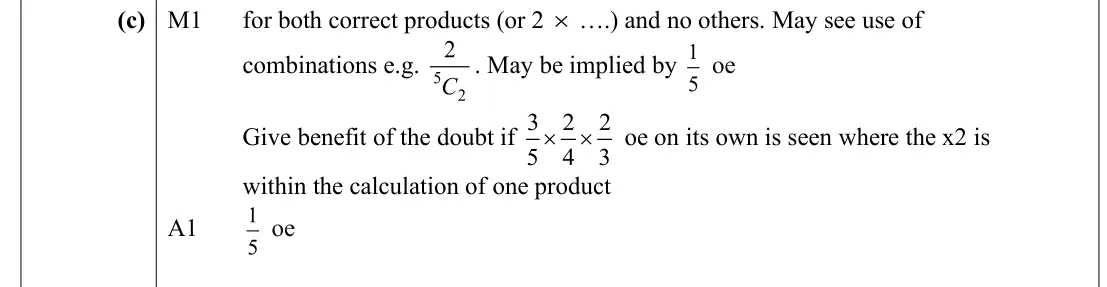 (c) M1 for both correct products (or 2 × ….) and no others. May see use of
combinations e.g. 2/⁵C₂ . May be implied by 1/5 oe
Give benefit of the doubt if 3/5 × 2/4 × 2/3 oe on its own is seen where the x2 is
within the calculation of one product
A1 1/5 oe